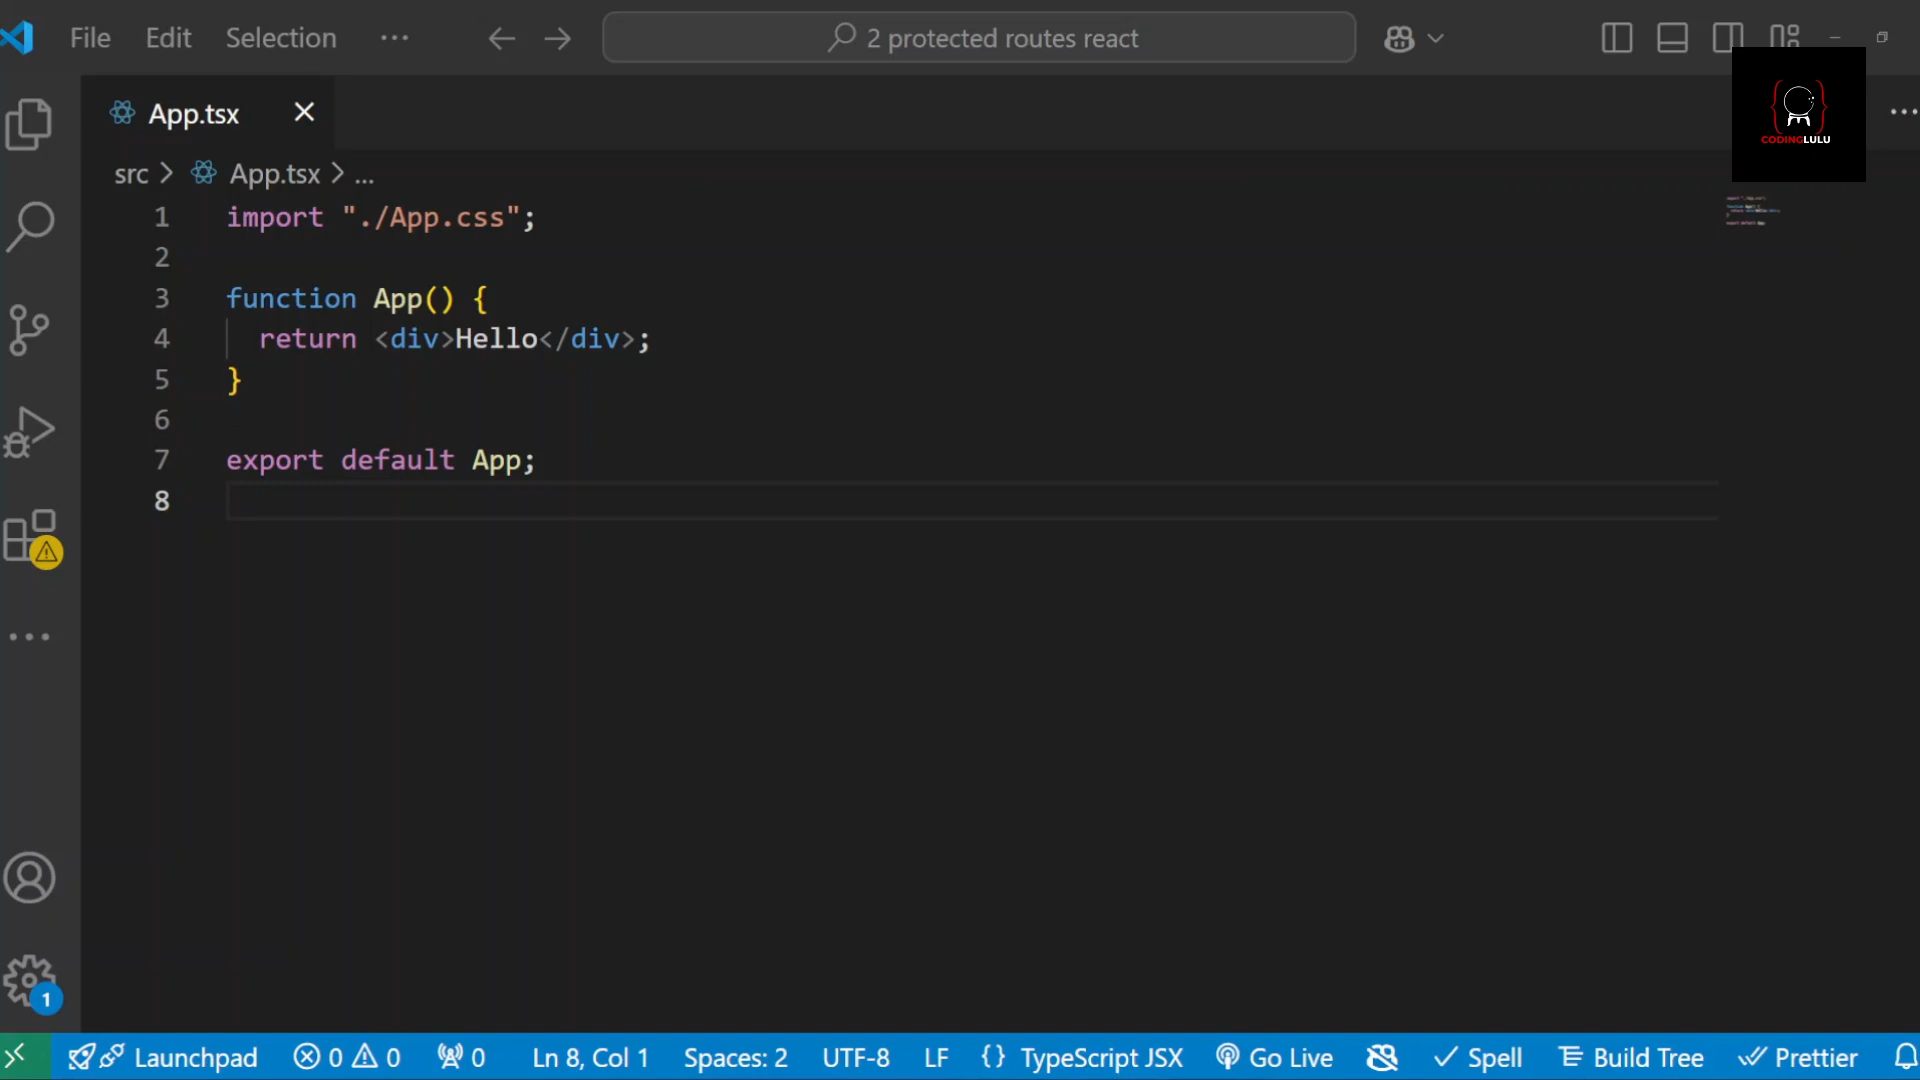 File Edit Selection ··· 2 protected routes react
App.tsx
CODINGLULU
src > App.tsx > ...
1 import "./App.css";
2
3 function App() {
4 return <div>Hello</div>;
5 }
6
7 export default App;
8
1
Launchpad 0 0 0 Ln 8, Col 1 Spaces: 2 UTF-8 LF {} TypeScript JSX Go Live Spell Build Tree Prettier